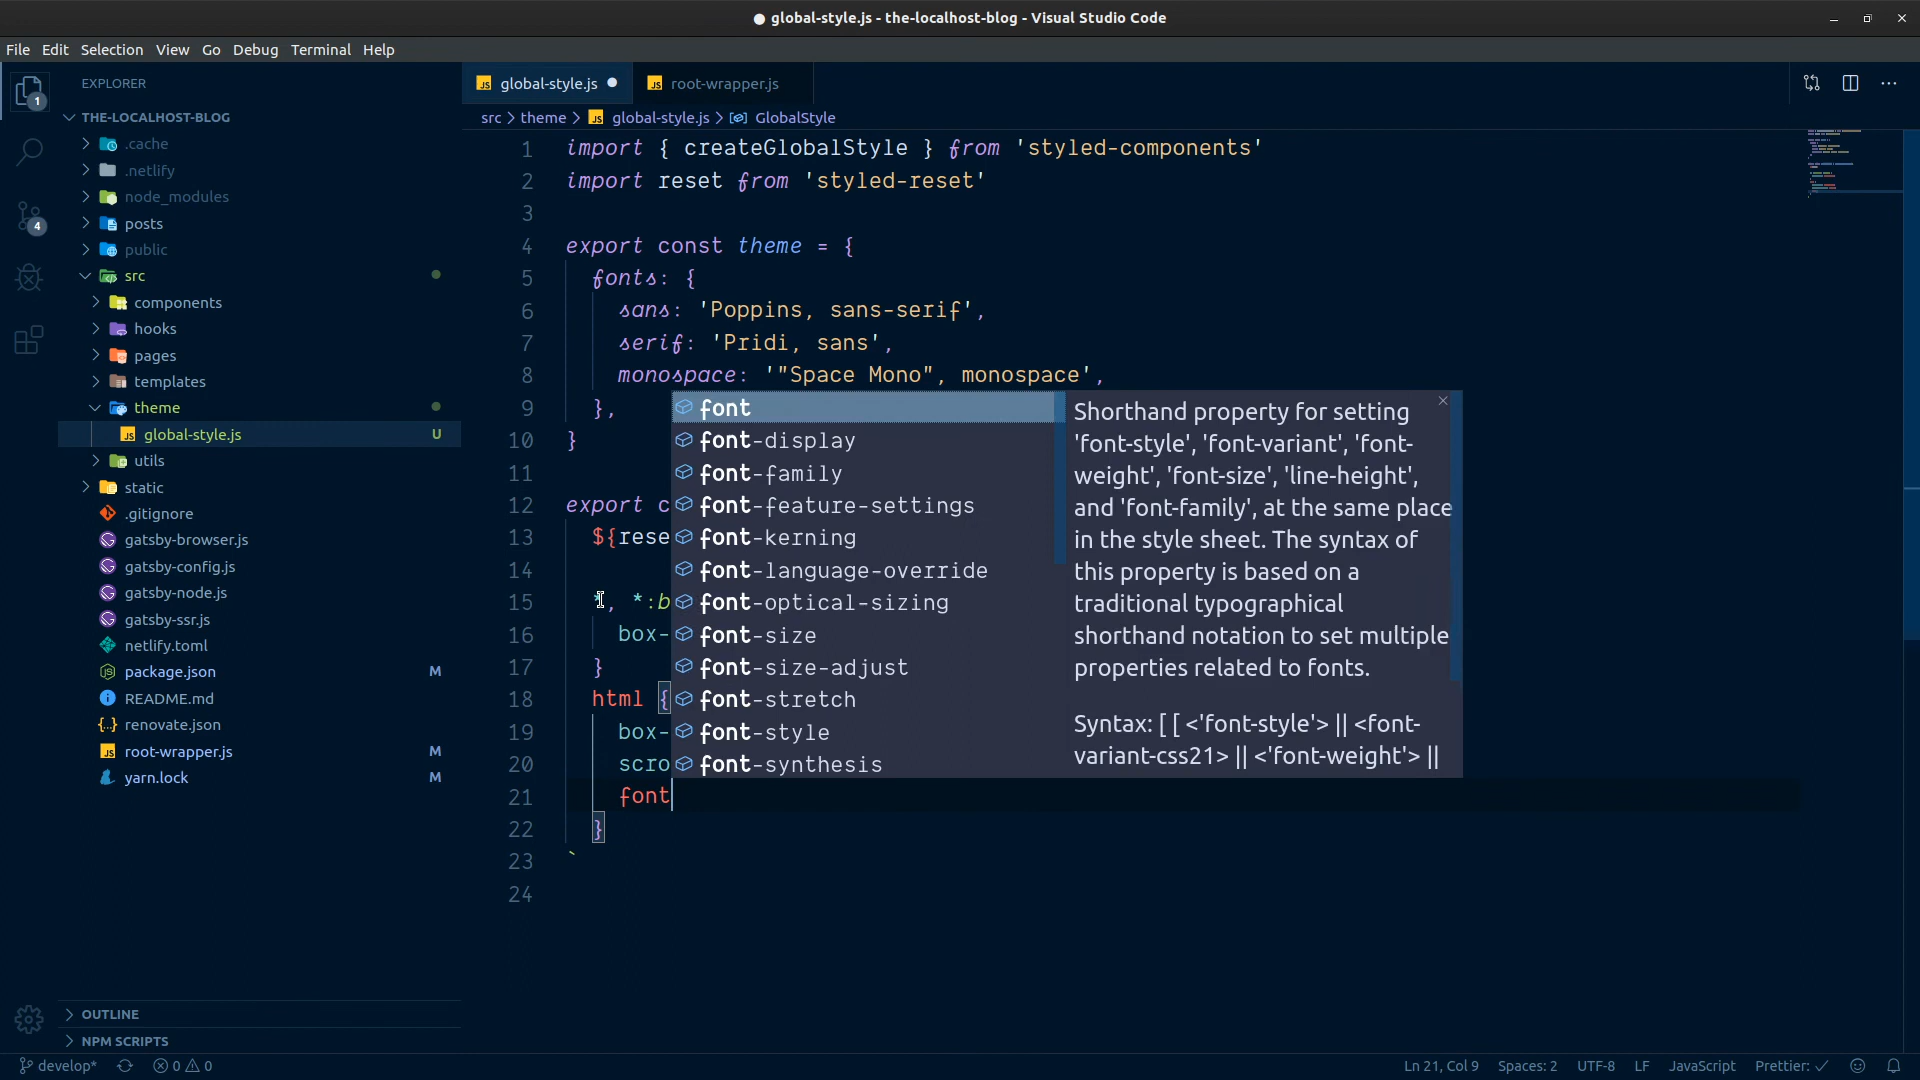 ● global-style.js - the-localhost-blog - Visual Studio Code
File Edit Selection View Go Debug Terminal Help
EXPLORER
THE-LOCALHOST-BLOG
.cache
.netlify
node_modules
posts
public
src
components
hooks
pages
templates
theme
global-style.js U
utils
static
.gitignore
gatsby-browser.js
gatsby-config.js
gatsby-node.js
gatsby-ssr.js
netlify.toml
package.json M
README.md
renovate.json
root-wrapper.js M
yarn.lock M
OUTLINE
NPM SCRIPTS
1
4
JS global-style.js ●
JS root-wrapper.js
src > theme > JS global-style.js > GlobalStyle
1 import { createGlobalStyle } from 'styled-components'
2 import reset from 'styled-reset'
3
4 export const theme = {
5 fonts: {
6 sans: 'Poppins, sans-serif',
7 serif: 'Pridi, sans',
8 monospace: '"Space Mono", monospace',
9 },
10 }
11
12 export c
13 ${rese
14
15 *, *:b
16 box-
17 }
18 html {
19 box-
20 scro
21 font
22 }
23 `
24
font
font-display
font-family
font-feature-settings
font-kerning
font-language-override
font-optical-sizing
font-size
font-size-adjust
font-stretch
font-style
font-synthesis
Shorthand property for setting
'font-style', 'font-variant', 'font-
weight', 'font-size', 'line-height',
and 'font-family', at the same place
in the style sheet. The syntax of
this property is based on a
traditional typographical
shorthand notation to set multiple
properties related to fonts.
Syntax: [ [ <'font-style'> || <font-
variant-css21> || <'font-weight'> ||
develop* 0 0 Ln 21, Col 9 Spaces: 2 UTF-8 LF JavaScript Prettier: ✓